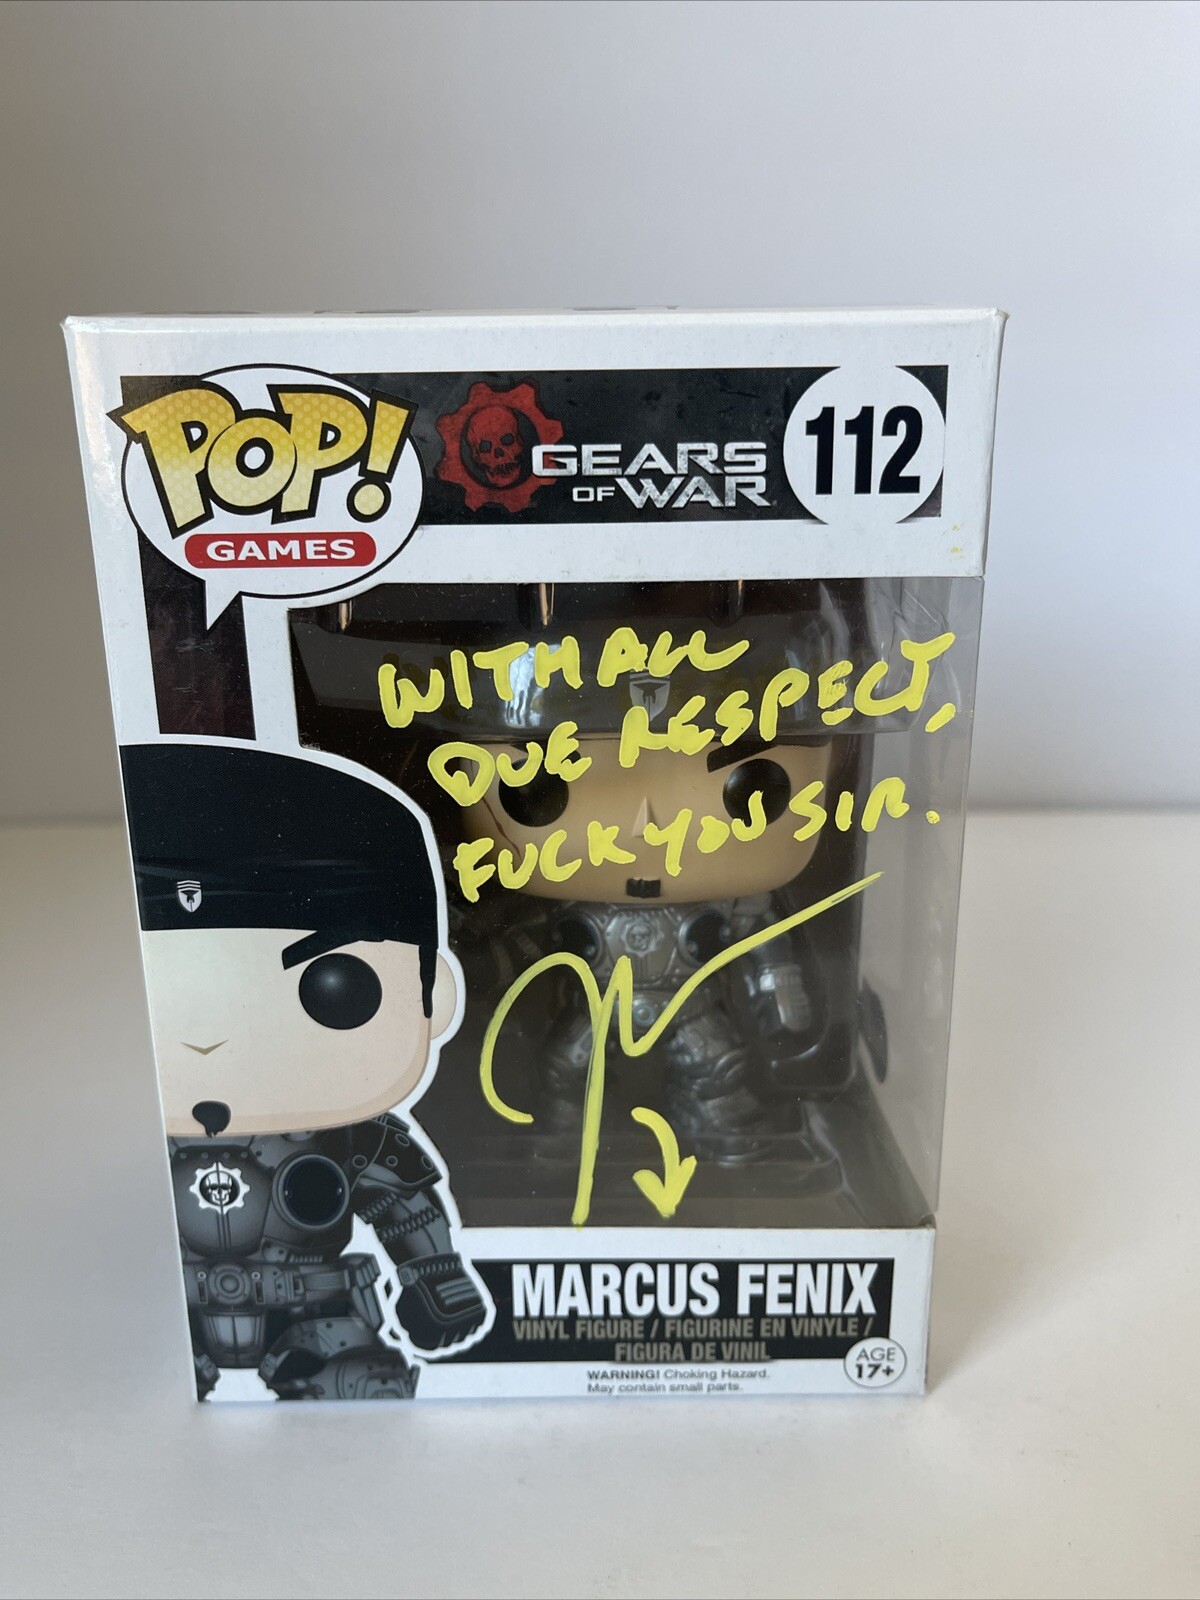 POP!
GAMES
GEARS
OF WAR
112
WITH ALL
DUE RESPECT,
FUCK YOU SIR.
MARCUS FENIX
VINYL FIGURE / FIGURINE EN VINYLE /
FIGURA DE VINIL
WARNING! Choking Hazard.
May contain small parts.
AGE
17+